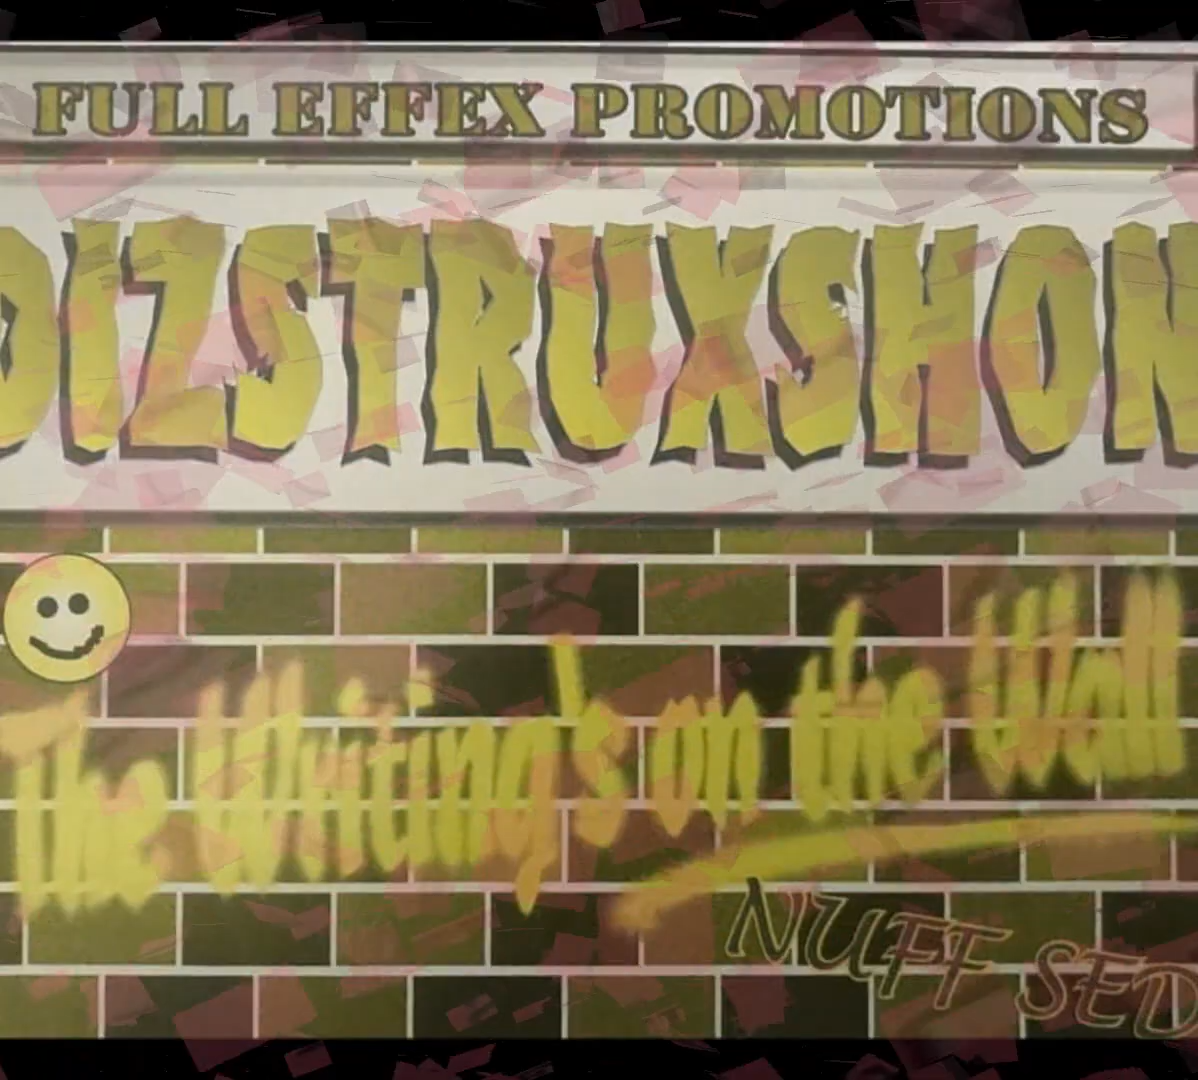 FULL EFFEX PROMOTIONS
DIZSTRUXSHON
The Writing's on the Wall
NUFF SED